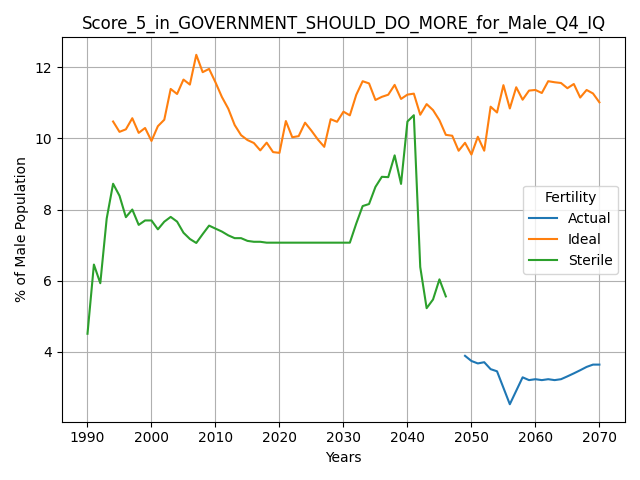 Score_5_in_GOVERNMENT_SHOULD_DO_MORE_for_Male_Q4_IQ
12
10
8
6
4
% of Male Population
Fertility
Actual
Ideal
Sterile
1990 2000 2010 2020 2030 2040 2050 2060 2070
Years